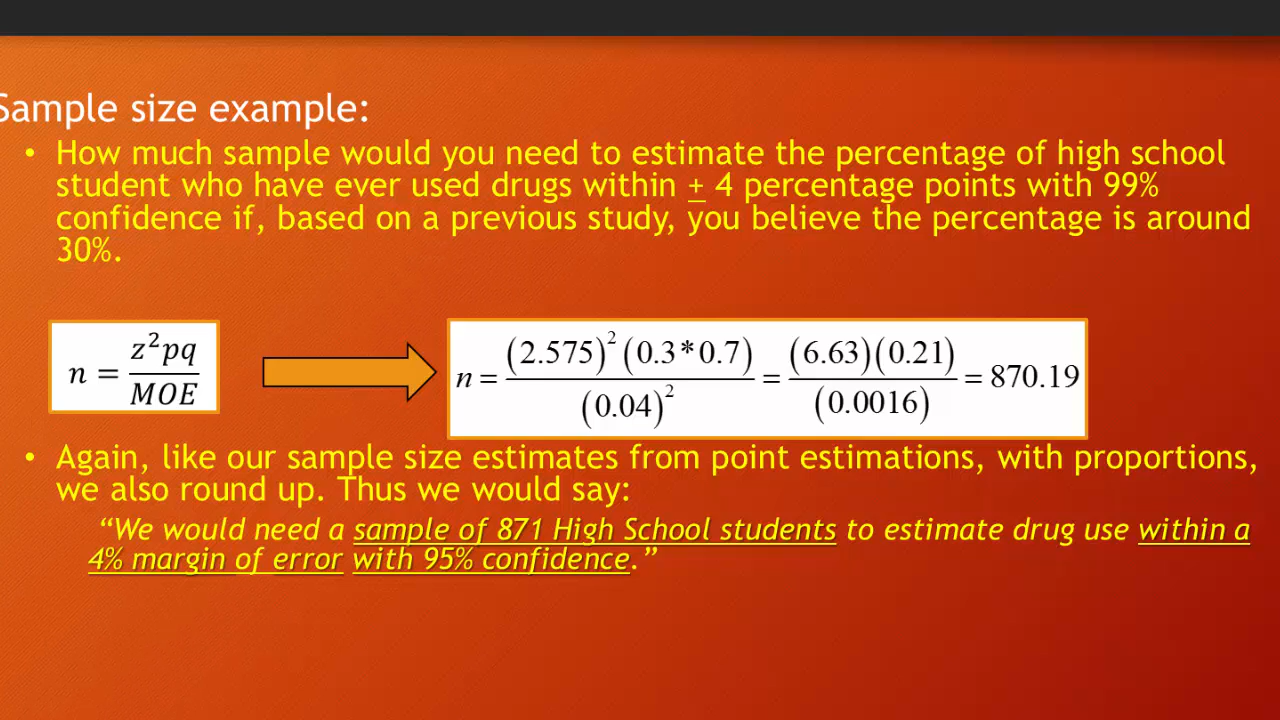 Sample size example:
• How much sample would you need to estimate the percentage of high school
student who have ever used drugs within + 4 percentage points with 99%
confidence if, based on a previous study, you believe the percentage is around
30%.
n = z²pq / MOE
n = (2.575)² (0.3*0.7) / (0.04)² = (6.63)(0.21) / (0.0016) = 870.19
• Again, like our sample size estimates from point estimations, with proportions,
we also round up. Thus we would say:
“We would need a sample of 871 High School students to estimate drug use within a
4% margin of error with 95% confidence.”